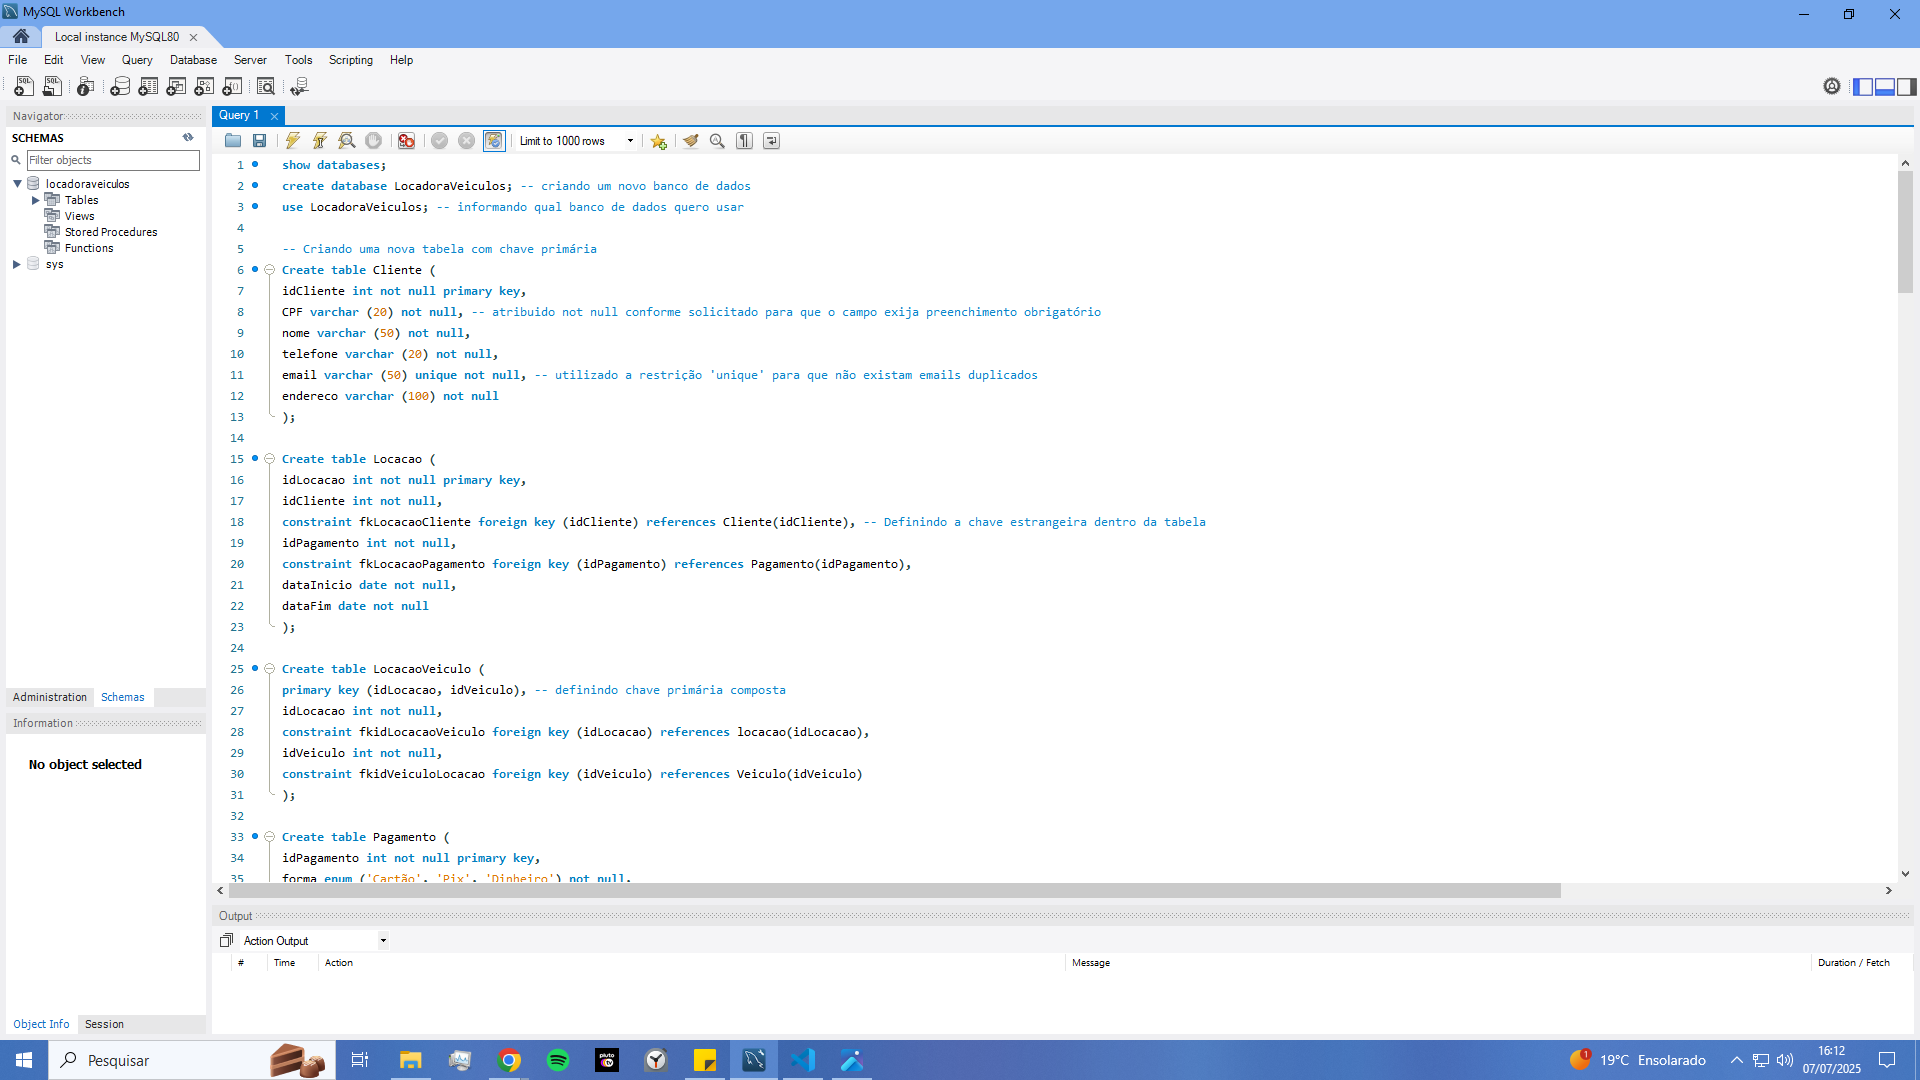 MySQL Workbench
Local instance MySQL80
File Edit View Query Database Server Tools Scripting Help
Navigator
SCHEMAS
Filter objects
locadoraveiculos
Tables
Views
Stored Procedures
Functions
sys
Administration Schemas
Information
No object selected
Object Info Session
Query 1
Limit to 1000 rows
1 show databases;
2 create database LocadoraVeiculos; -- criando um novo banco de dados
3 use LocadoraVeiculos; -- informando qual banco de dados quero usar
4
5 -- Criando uma nova tabela com chave primária
6 Create table Cliente (
7 idCliente int not null primary key,
8 CPF varchar (20) not null, -- atribuido not null conforme solicitado para que o campo exija preenchimento obrigatório
9 nome varchar (50) not null,
10 telefone varchar (20) not null,
11 email varchar (50) unique not null, -- utilizado a restrição 'unique' para que não existam emails duplicados
12 endereco varchar (100) not null
13 );
14
15 Create table Locacao (
16 idLocacao int not null primary key,
17 idCliente int not null,
18 constraint fkLocacaoCliente foreign key (idCliente) references Cliente(idCliente), -- Definindo a chave estrangeira dentro da tabela
19 idPagamento int not null,
20 constraint fkLocacaoPagamento foreign key (idPagamento) references Pagamento(idPagamento),
21 dataInicio date not null,
22 dataFim date not null
23 );
24
25 Create table LocacaoVeiculo (
26 primary key (idLocacao, idVeiculo), -- definindo chave primária composta
27 idLocacao int not null,
28 constraint fkidLocacaoVeiculo foreign key (idLocacao) references locacao(idLocacao),
29 idVeiculo int not null,
30 constraint fkidVeiculoLocacao foreign key (idVeiculo) references Veiculo(idVeiculo)
31 );
32
33 Create table Pagamento (
34 idPagamento int not null primary key,
35 forma enum ('Cartão', 'Pix', 'Dinheiro') not null,
Output
Action Output
# Time Action Message Duration / Fetch
Pesquisar
pluto tv
1
19°C Ensolarado
16:12
07/07/2025